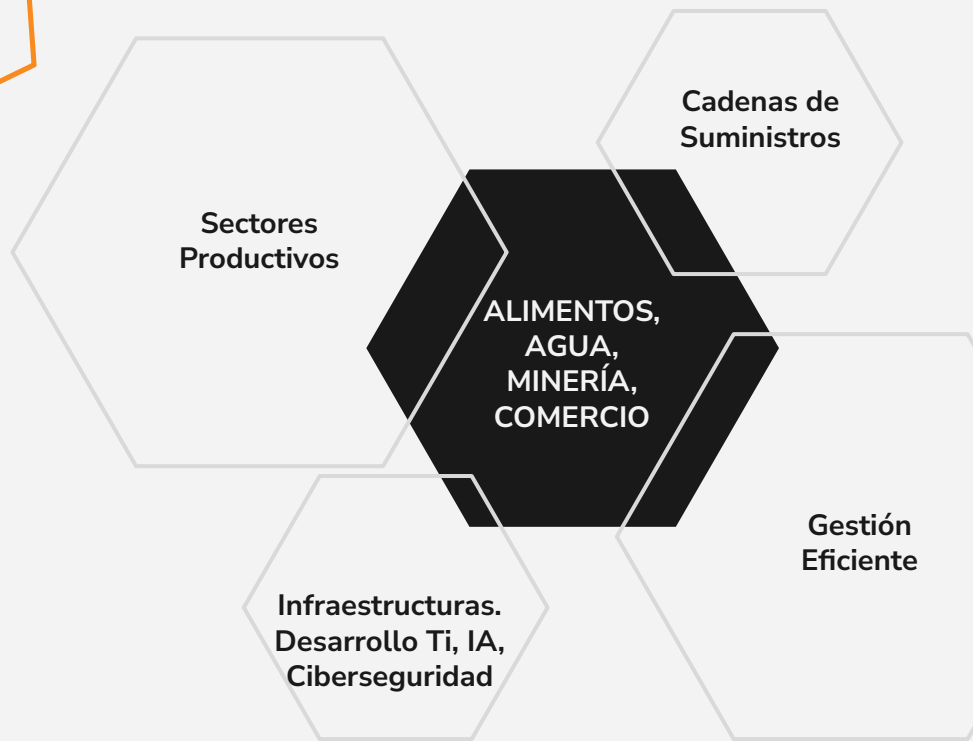 Cadenas de
Suministros
Sectores
Productivos
ALIMENTOS,
AGUA,
MINERÍA,
COMERCIO
Gestión
Eficiente
Infraestructuras.
Desarrollo Ti, IA,
Ciberseguridad